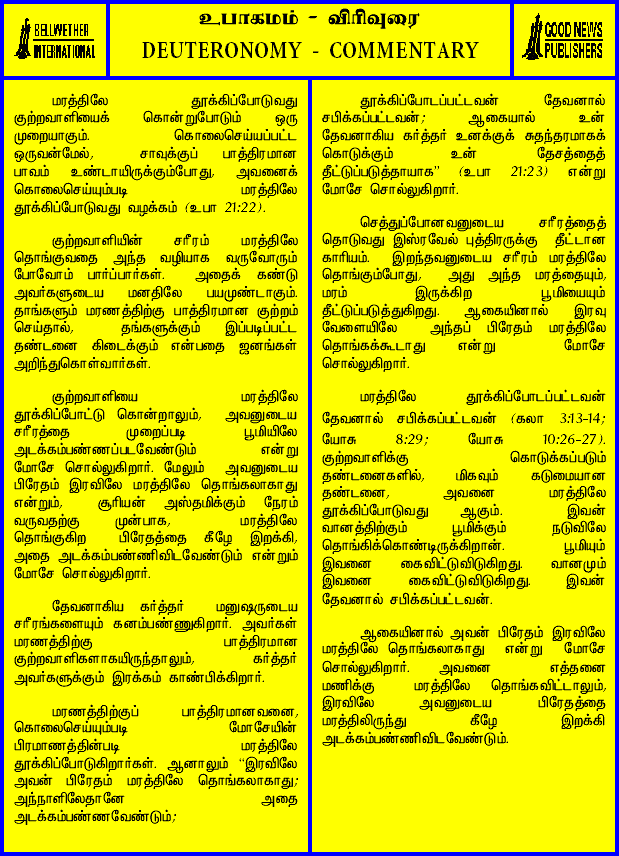 BELLWETHER
INTERNATIONAL
உபாகமம் - விரிவுரை
DEUTERONOMY - COMMENTARY
GOOD NEWS
PUBLISHERS
மரத்திலே தூக்கிப்போடுவது
குற்றவாளியைக் கொன்றுபோடும் ஒரு
முறையாகும். கொலைசெய்யப்பட்ட
ஒருவன்மேல், சாவுக்குப் பாத்திரமான
பாவம் உண்டாயிருக்கும்போது, அவனைக்
கொலைசெய்யும்படி மரத்திலே
தூக்கிப்போடுவது வழக்கம் (உபா 21:22).
குற்றவாளியின் சரீரம் மரத்திலே
தொங்குவதை அந்த வழியாக வருவோரும்
போவோம் பார்ப்பார்கள். அதைக் கண்டு
அவர்களுடைய மனதிலே பயமுண்டாகும்.
தாங்களும் மரணத்திற்கு பாத்திரமான குற்றம்
செய்தால், தங்களுக்கும் இப்படிப்பட்ட
தண்டனை கிடைக்கும் என்பதை ஜனங்கள்
அறிந்துகொள்வார்கள்.
குற்றவாளியை மரத்திலே
தூக்கிப்போட்டு கொன்றாலும், அவனுடைய
சரீரத்தை முறைப்படி பூமியிலே
அடக்கம்பண்ணப்படவேண்டும் என்று
மோசே சொல்லுகிறார். மேலும் அவனுடைய
பிரேதம் இரவிலே மரத்திலே தொங்கலாகாது
என்றும், சூரியன் அஸ்தமிக்கும் நேரம்
வருவதற்கு முன்பாக, மரத்திலே
தொங்குகிற பிரேதத்தை கீழே இறக்கி,
அதை அடக்கம்பண்ணிவிடவேண்டும் என்றும்
மோசே சொல்லுகிறார்.
தேவனாகிய கர்த்தர் மனுஷருடைய
சரீரங்களையும் கனம்பண்ணுகிறார். அவர்கள்
மரணத்திற்கு பாத்திரமான
குற்றவாளிகளாகயிருந்தாலும், கர்த்தர்
அவர்களுக்கும் இரக்கம் காண்பிக்கிறார்.
மரணத்திற்குப் பாத்திரமானவனை,
கொலைசெய்யும்படி மோசேயின்
பிரமாணத்தின்படி மரத்திலே
தூக்கிப்போடுகிறார்கள். ஆனாலும் “இரவிலே
அவன் பிரேதம் மரத்திலே தொங்கலாகாது;
அந்நாளிலேதானே அதை
அடக்கம்பண்ணவேண்டும்;
தூக்கிப்போடப்பட்டவன் தேவனால்
சபிக்கப்பட்டவன்; ஆகையால் உன்
தேவனாகிய கர்த்தர் உனக்குச் சுதந்தரமாகக்
கொடுக்கும் உன் தேசத்தைத்
தீட்டுப்படுத்தாயாக” (உபா 21:23) என்று
மோசே சொல்லுகிறார்.
செத்துப்போனவனுடைய சரீரத்தைத்
தொடுவது இஸ்ரவேல் புத்திரருக்கு தீட்டான
காரியம். இறந்தவனுடைய சரீரம் மரத்திலே
தொங்கும்போது, அது அந்த மரத்தையும்,
மரம் இருக்கிற பூமியையும்
தீட்டுப்படுத்துகிறது. ஆகையினால் இரவு
வேளையிலே அந்தப் பிரேதம் மரத்திலே
தொங்கக்கூடாது என்று மோசே
சொல்லுகிறார்.
மரத்திலே தூக்கிப்போடப்பட்டவன்
தேவனால் சபிக்கப்பட்டவன் (கலா 3:13-14;
யோசு 8:29; யோசு 10:26-27).
குற்றவாளிக்கு கொடுக்கப்படும்
தண்டனைகளில், மிகவும் கடுமையான
தண்டனை, அவனை மரத்திலே
தூக்கிப்போடுவது ஆகும். இவன்
வானத்திற்கும் பூமிக்கும் நடுவிலே
தொங்கிக்கொண்டிருக்கிறான். பூமியும்
இவனை கைவிட்டுவிடுகிறது. வானமும்
இவனை கைவிட்டுவிடுகிறது. இவன்
தேவனால் சபிக்கப்பட்டவன்.
ஆகையினால் அவன் பிரேதம் இரவிலே
மரத்திலே தொங்கலாகாது என்று மோசே
சொல்லுகிறார். அவனை எத்தனை
மணிக்கு மரத்திலே தொங்கவிட்டாலும்,
இரவிலே அவனுடைய பிரேதத்தை
மரத்திலிருந்து கீழே இறக்கி
அடக்கம்பண்ணிவிடவேண்டும்.